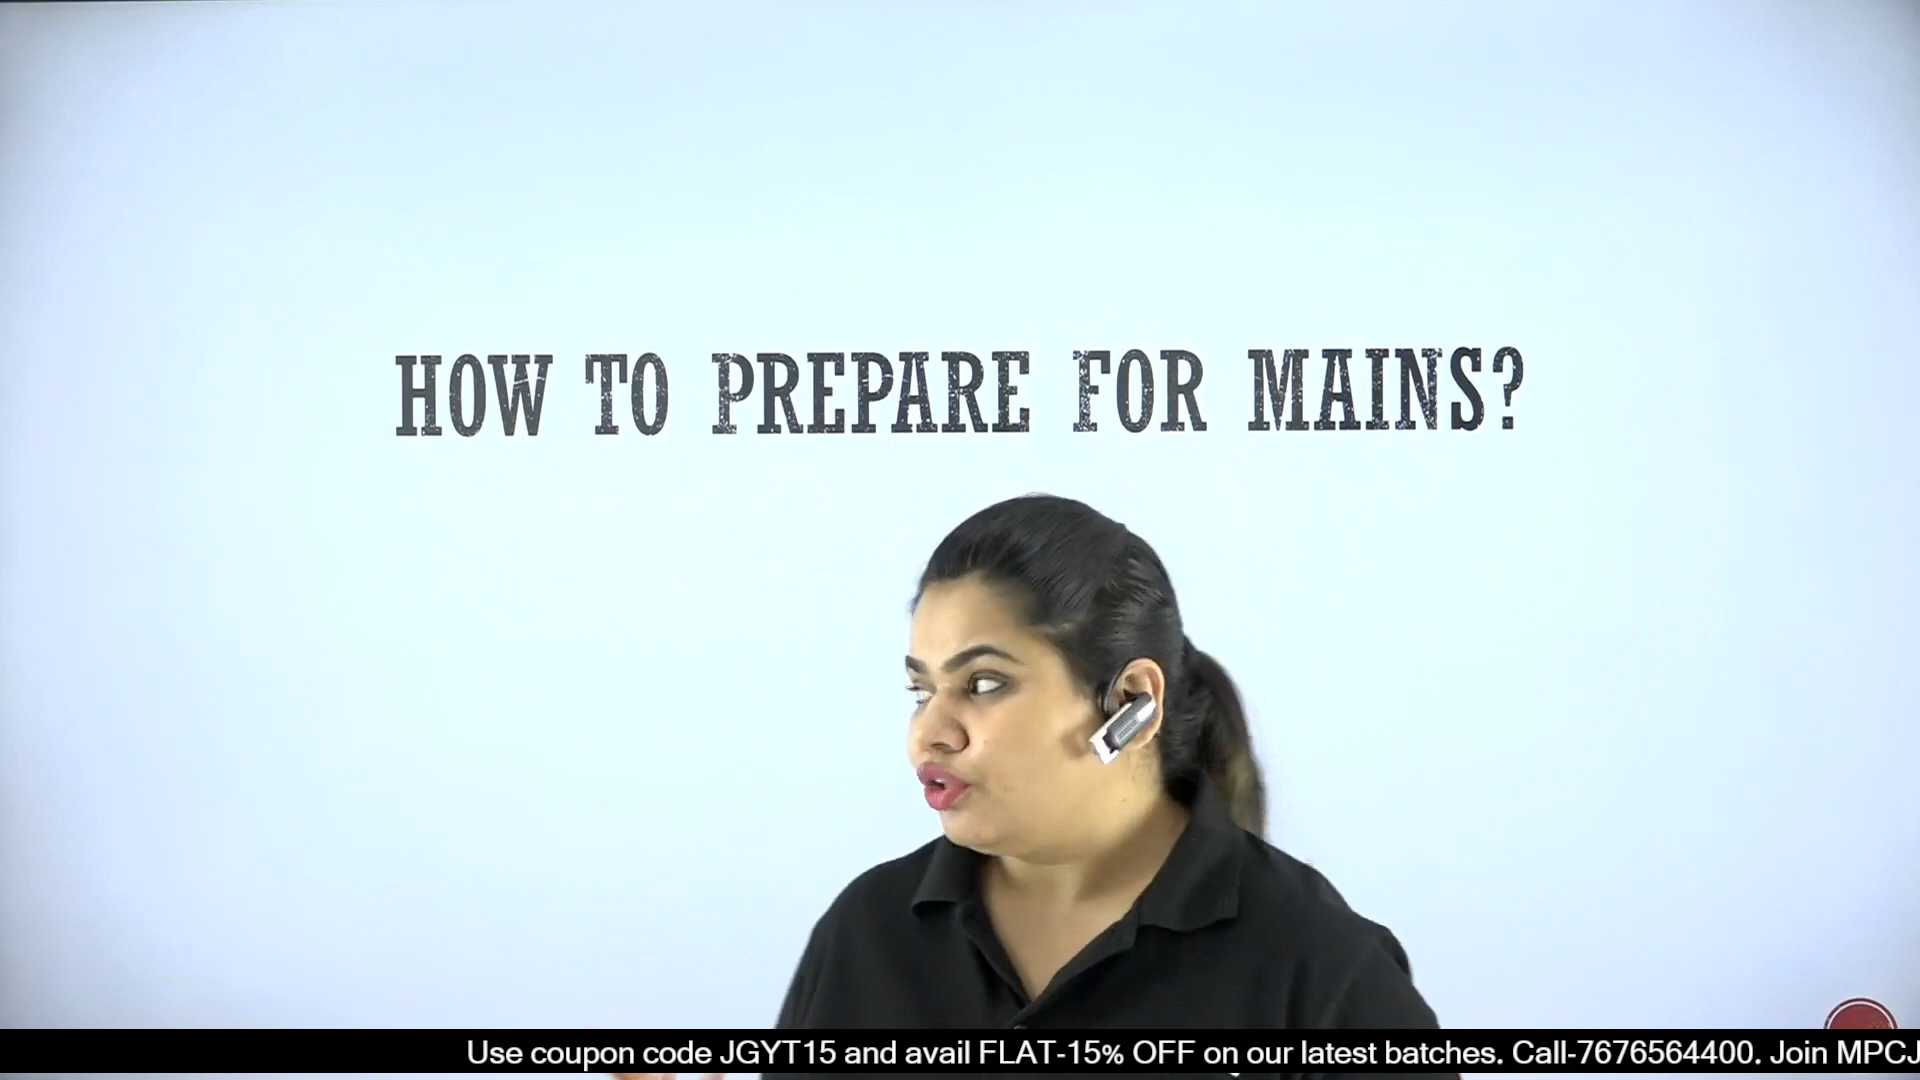 HOW TO PREPARE FOR MAINS?
Use coupon code JGYT15 and avail FLAT-15% OFF on our latest batches. Call-7676564400. Join MPCJ